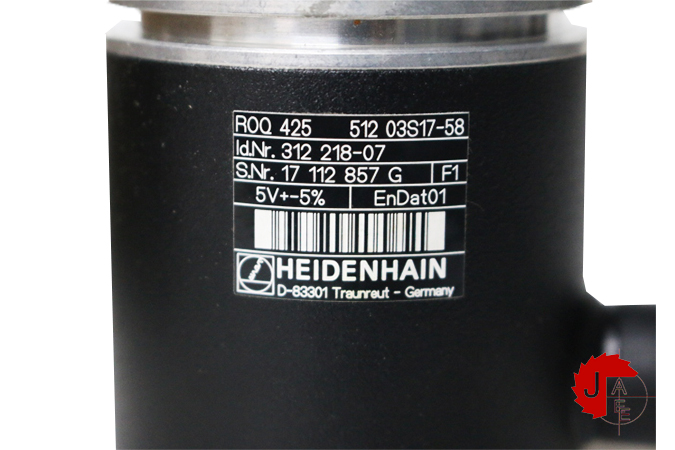 ROQ 425 512 03S17-58
Id.Nr. 312 218-07
S.Nr. 17 112 857 G F1
5V+-5% EnDat01
HEIDENHAIN
D-83301 Traunreut - Germany
J
A